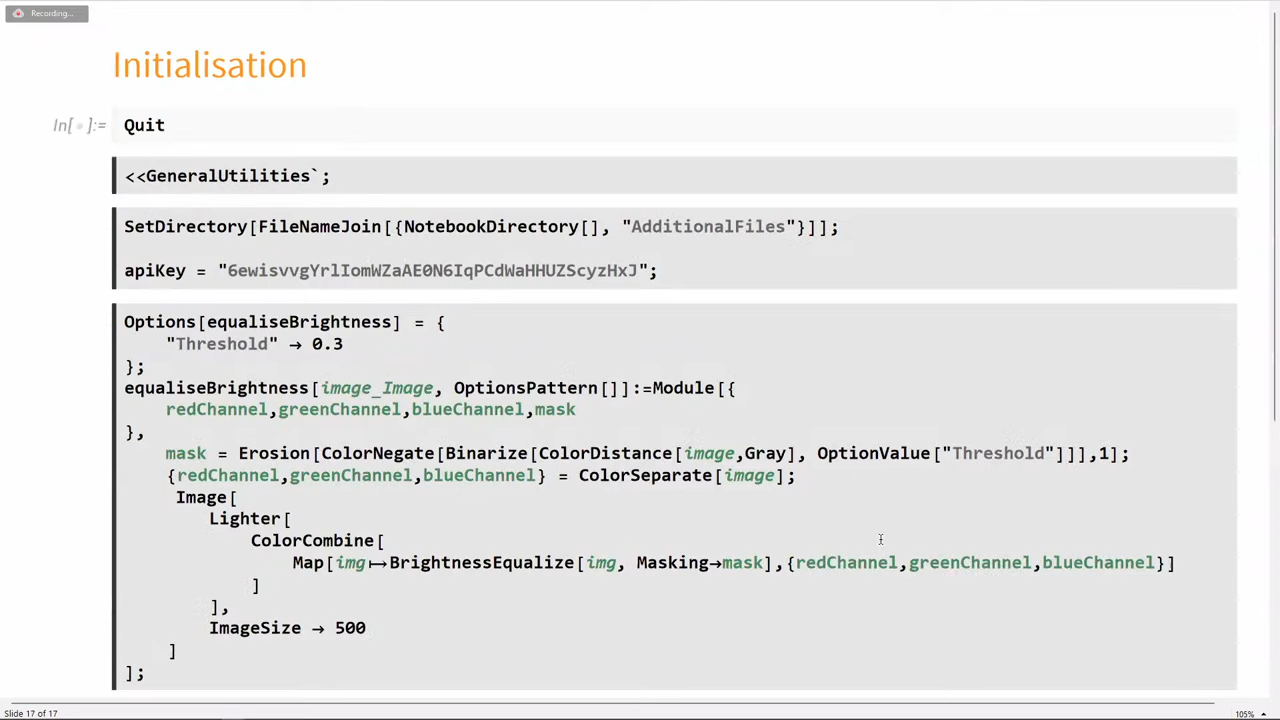 Recording...
Initialisation
In[ ]:= Quit
<<GeneralUtilities`;
SetDirectory[FileNameJoin[{NotebookDirectory[], "AdditionalFiles"}]];
apiKey = "6ewisvvgYrlIomWZaAE0N6IqPCdWaHHUZScyzHxJ";
Options[equaliseBrightness] = {
"Threshold" → 0.3
};
equaliseBrightness[image_Image, OptionsPattern[]]:=Module[{
redChannel,greenChannel,blueChannel,mask
},
mask = Erosion[ColorNegate[Binarize[ColorDistance[image,Gray], OptionValue["Threshold"]]],1];
{redChannel,greenChannel,blueChannel} = ColorSeparate[image];
Image[
Lighter[
ColorCombine[
Map[img↦BrightnessEqualize[img, Masking→mask],{redChannel,greenChannel,blueChannel}]
]
],
ImageSize → 500
]
];
Slide 17 of 17
105%